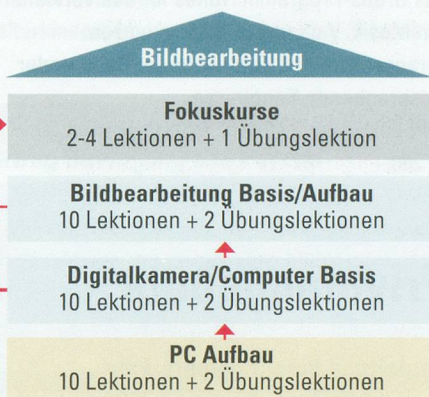 Bildbearbeitung
Fokuskurse
2-4 Lektionen + 1 Übungslektion
Bildbearbeitung Basis/Aufbau
10 Lektionen + 2 Übungslektionen
Digitalkamera/Computer Basis
10 Lektionen + 2 Übungslektionen
PC Aufbau
10 Lektionen + 2 Übungslektionen